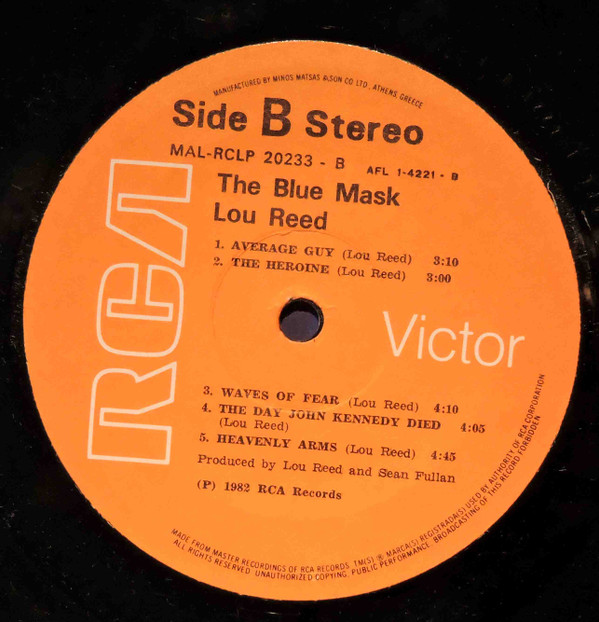 MANUFACTURED BY MINOS MATSAS & SON CO LTD., ATHENS, GREECE
Side B Stereo
MAL-RCLP 20233 - B AFL 1-4221 - B
The Blue Mask
Lou Reed
1. AVERAGE GUY (Lou Reed) 3:10
2. THE HEROINE (Lou Reed) 3:00
RCA
Victor
3. WAVES OF FEAR (Lou Reed) 4:10
4. THE DAY JOHN KENNEDY DIED 4:05
(Lou Reed)
5. HEAVENLY ARMS (Lou Reed) 4:45
Produced by Lou Reed and Sean Fullan
(P) 1982 RCA Records
MADE FROM MASTER RECORDINGS OF RCA RECORDS. TM(S) ® MARCA(S) REGISTRADA(S) USED BY AUTHORITY OF RCA CORPORATION
ALL RIGHTS RESERVED. UNAUTHORIZED COPYING, PUBLIC PERFORMANCE, BROADCASTING OF THIS RECORD FORBIDDEN